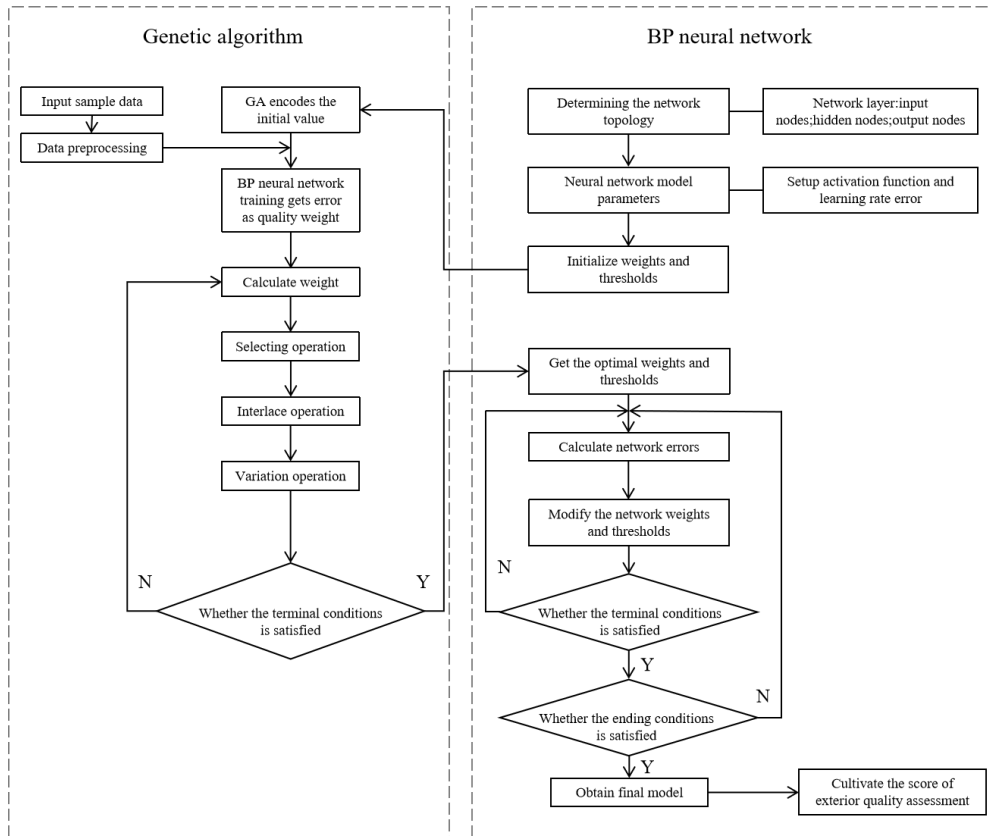 Genetic algorithm
Input sample data
Data preprocessing
GA encodes the
initial value
BP neural network
training gets error
as quality weight
Calculate weight
Selecting operation
Interlace operation
Variation operation
N
Y
Whether the terminal conditions
is satisfied
BP neural network
Determining the network
topology
Network layer:input
nodes;hidden nodes;output nodes
Neural network model
parameters
Setup activation function and
learning rate error
Initialize weights and
thresholds
Get the optimal weights and
thresholds
Calculate network errors
Modify the network weights
and thresholds
N
Whether the terminal conditions
is satisfied
Y
N
Whether the ending conditions
is satisfied
Y
Obtain final model
Cultivate the score of
exterior quality assessment